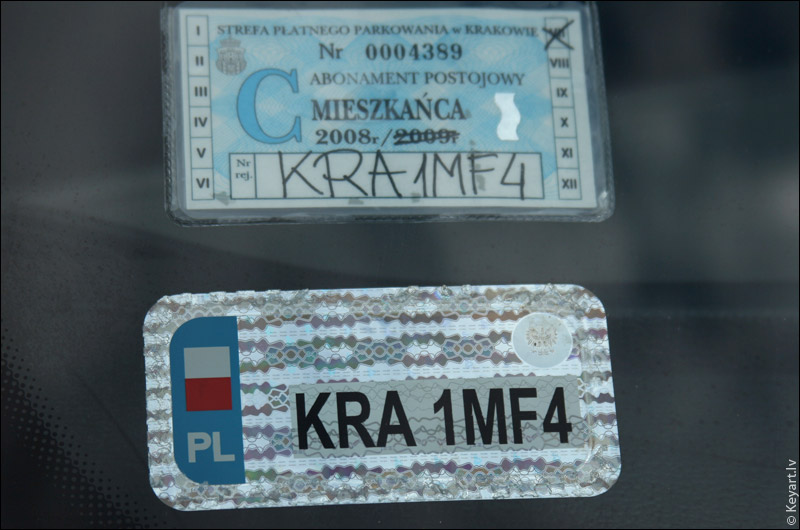 STREFA PŁATNEGO PARKOWANIA w KRAKOWIE
Nr 0004389
ABONAMENT POSTOJOWY
C MIESZKAŃCA
2008r/2009r
Nr rej. KRA1MF4
I
II
III
IV
V
VI
VIII
IX
X
XI
XII
PL
KRA 1MF4
© Keyart.lv